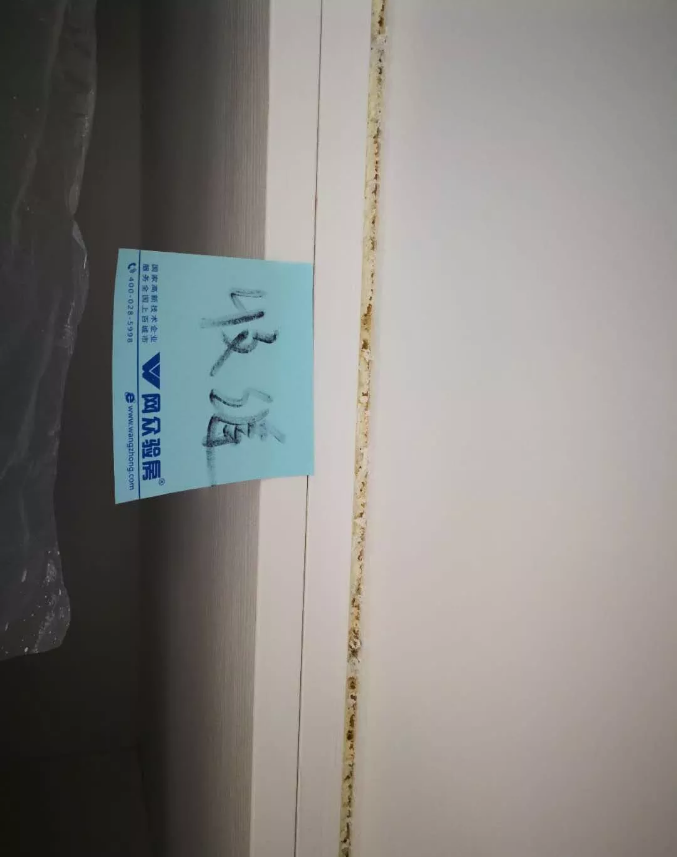 收
国家高新技术企业
服务全国上百城市
400-028-5998
网众验房®
www.wangzhong.com